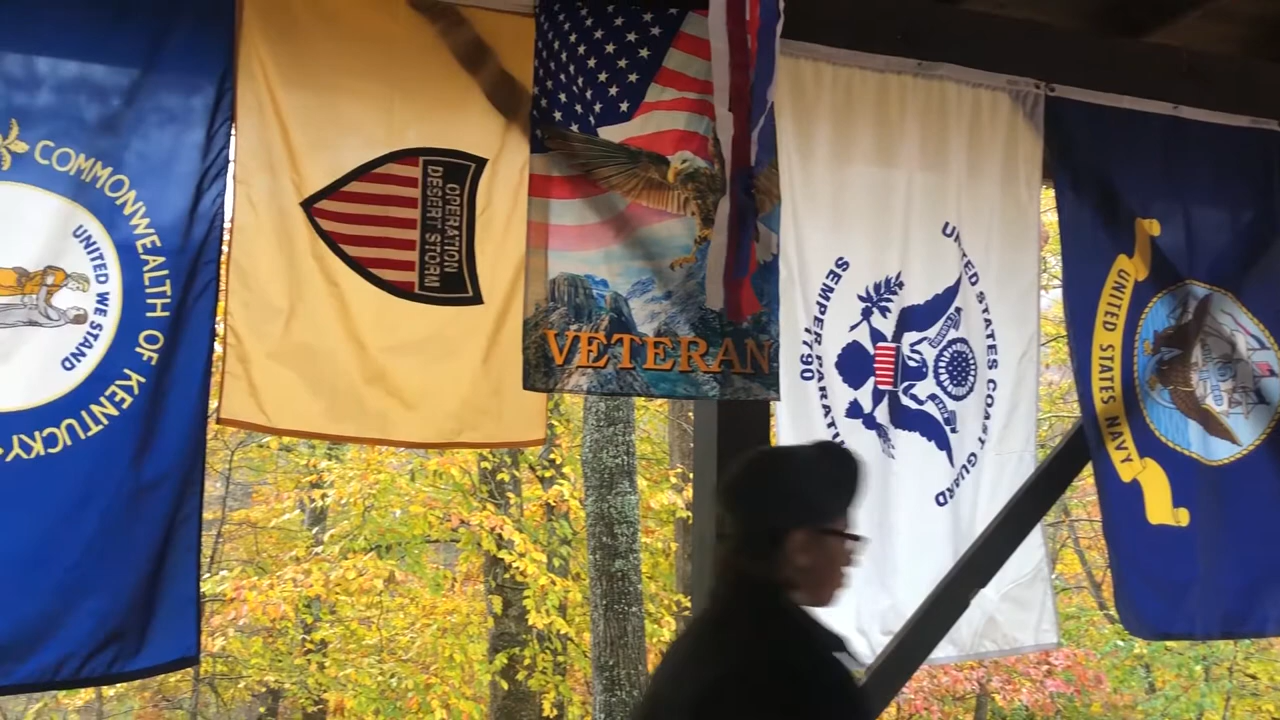 COMMONWEALTH OF KENTUCKY
UNITED WE STAND
OPERATION
DESERT STORM
VETERAN
UNITED STATES COAST GUARD
SEMPER
1790
UNITED STATES NAVY